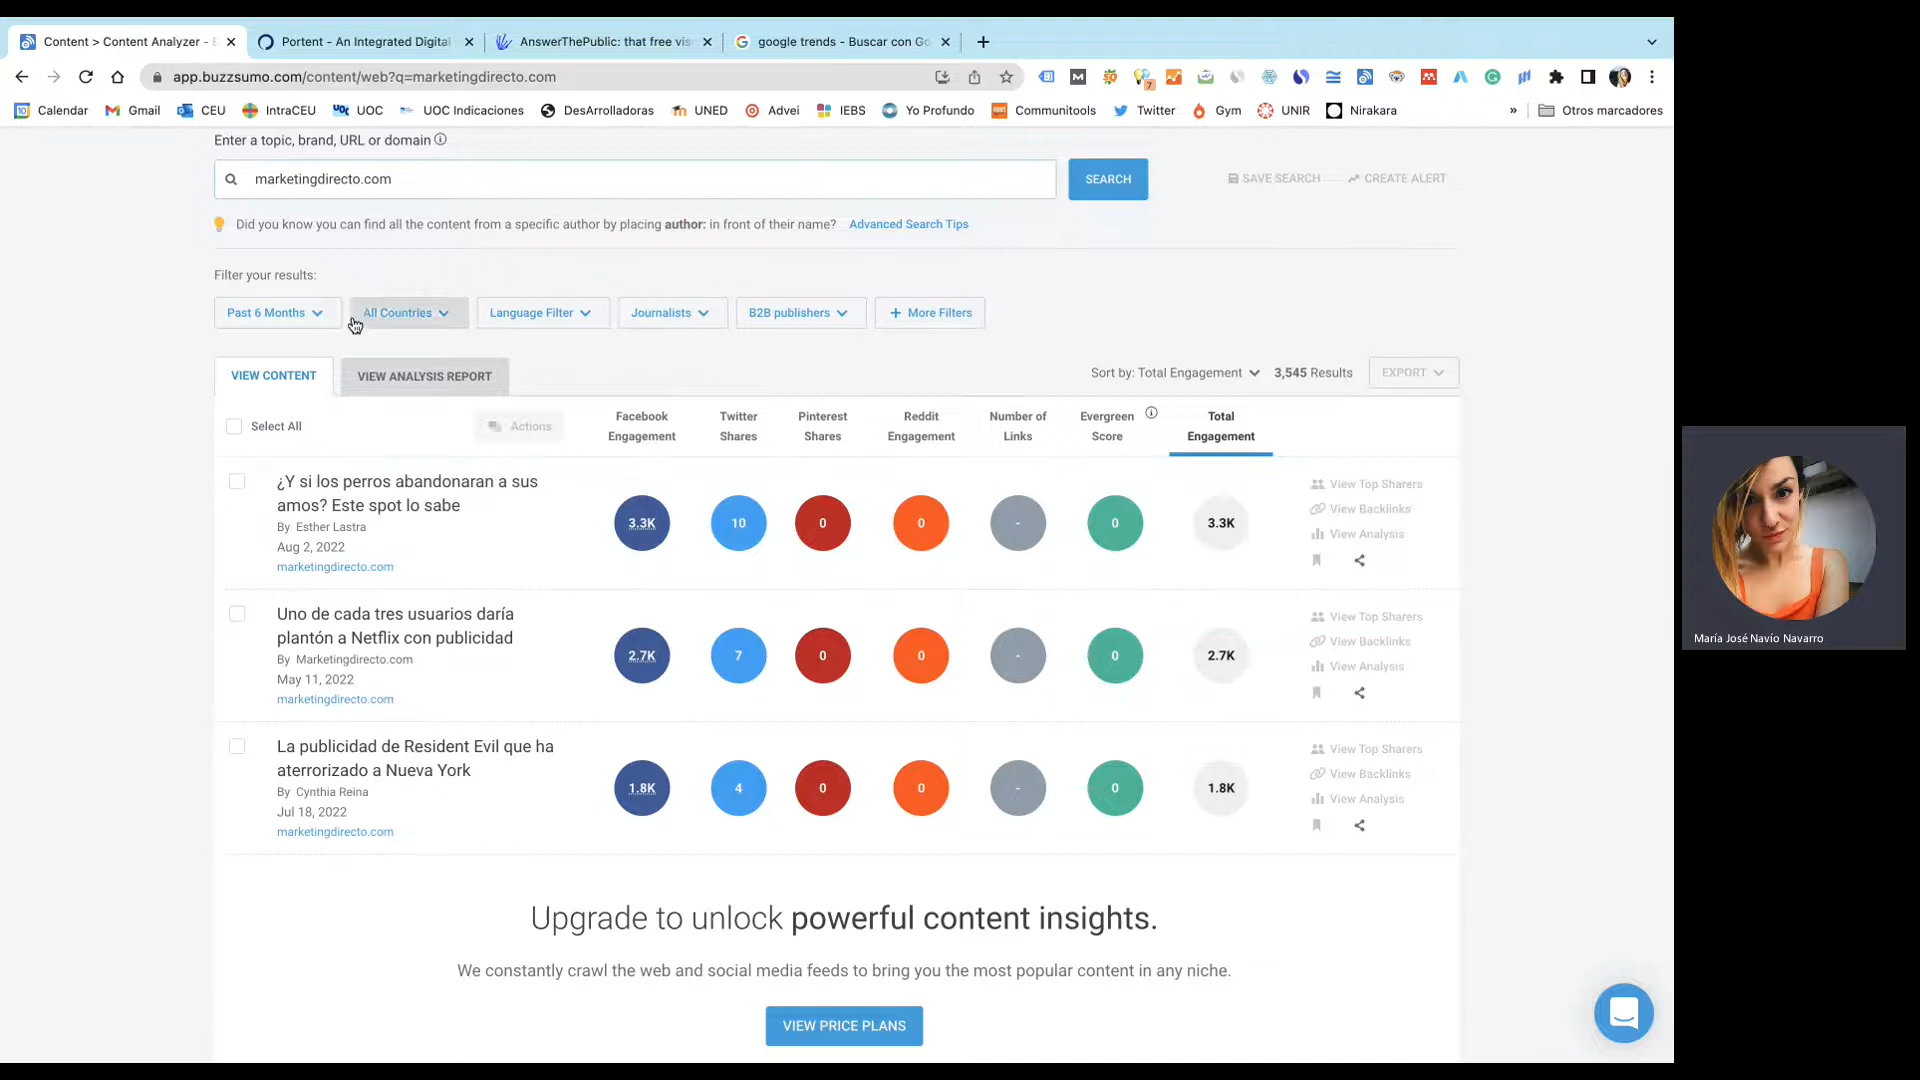 Content > Content Analyzer -
Portent - An Integrated Digital
AnswerThePublic: that free vis
google trends - Buscar con Go
app.buzzsumo.com/content/web?q=marketingdirecto.com
Calendar
Gmail
CEU
IntraCEU
UOC
UOC Indicaciones
DesArrolladoras
UNED
Advei
IEBS
Yo Profundo
Communitools
Twitter
Gym
UNIR
Nirakara
»
Otros marcadores
Enter a topic, brand, URL or domain
marketingdirecto.com
SEARCH
SAVE SEARCH
CREATE ALERT
Did you know you can find all the content from a specific author by placing author: in front of their name? Advanced Search Tips
Filter your results:
Past 6 Months
All Countries
Language Filter
Journalists
B2B publishers
+ More Filters
VIEW CONTENT
VIEW ANALYSIS REPORT
Sort by: Total Engagement
3,545 Results
EXPORT
Select All
Actions
Facebook Engagement
Twitter Shares
Pinterest Shares
Reddit Engagement
Number of Links
Evergreen Score
Total Engagement
¿Y si los perros abandonaran a sus
amos? Este spot lo sabe
By Esther Lastra
Aug 2, 2022
marketingdirecto.com
3.3K
10
0
0
-
0
3.3K
View Top Sharers
View Backlinks
View Analysis
Uno de cada tres usuarios daría
plantón a Netflix con publicidad
By Marketingdirecto.com
May 11, 2022
marketingdirecto.com
2.7K
7
0
0
-
0
2.7K
View Top Sharers
View Backlinks
View Analysis
La publicidad de Resident Evil que ha
aterrorizado a Nueva York
By Cynthia Reina
Jul 18, 2022
marketingdirecto.com
1.8K
4
0
0
-
0
1.8K
View Top Sharers
View Backlinks
View Analysis
Upgrade to unlock powerful content insights.
We constantly crawl the web and social media feeds to bring you the most popular content in any niche.
VIEW PRICE PLANS
María José Navío Navarro